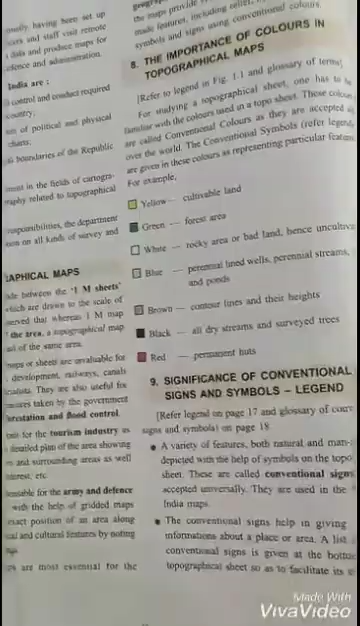 omally, having been set up
visit remote
data and produce maps for
and administration.
India are :
control and conduct required
country;
of political and physical
charts;
boundaries of the Republic
in the fields of cartogra-
related to topographical
responsibilities, the department
on all kinds of survey and
APHICAL MAPS
between the '1 M sheets'
which are drawn to the scale of
that whereas 1 M map
the area, a topographical map
of the same area.
or sheets are invaluable for
development, railways, canals
They are also useful for
taken by the government
and flood control.
for the tourism industry as
detailed plan of the area showing
and surrounding areas as well
etc
for the army and defence
with the help of gridded maps
exact position of an area along
and cultural features by noting
are most essential for the
the maps provide
made features, including relief,
symbols and signs using conventional colours.
8. THE IMPORTANCE OF COLOURS IN
TOPOGRAPHICAL MAPS
[Refer to legend in Fig. 1.1 and glossary of terms]
For studying a topographical sheet, one has to be
familiar with the colours used in a topo sheet. These colours
are called Conventional Colours as they are accepted all
over the world. The Conventional Symbols (refer legend)
are given in these colours as representing particular features
For example,
Yellow — cultivable land
Green — forest area
White — rocky area or bad land, hence
Blue — perennial lined wells, perennial streams,
and ponds
Brown — contour lines and their heights
Black — all dry streams and surveyed trees
Red — permanent huts
9. SIGNIFICANCE OF CONVENTIONAL
SIGNS AND SYMBOLS – LEGEND
[Refer legend on page 17 and glossary of
signs and symbols on page 18
• A variety of features, both natural and man-
depicted with the help of symbols on the topo
sheet. These are called conventional signs
accepted universally. They are used in the
India maps.
• The conventional signs help in giving
informations about a place or area. A list
conventional signs is given at the bottom
topographical sheet so as to facilitate its
Made With
VivaVideo